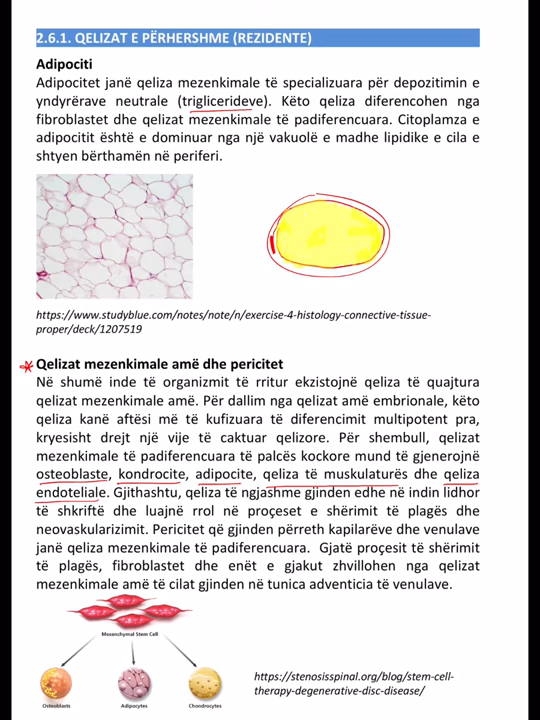 2.6.1. QELIZAT E PËRHERSHME (REZIDENTE)
Adipociti
Adipocitet janë qeliza mezenkimale të specializuara për depozitimin e
yndyrërave neutrale (triglicerideve). Këto qeliza diferencohen nga
fibroblastet dhe qelizat mezenkimale të padiferencuara. Citoplamza e
adipocitit është e dominuar nga një vakuolë e madhe lipidike e cila e
shtyen bërthamën në periferi.
https://www.studyblue.com/notes/note/n/exercise-4-histology-connective-tissue-
proper/deck/1207519
Qelizat mezenkimale amë dhe pericitet
Në shumë inde të organizmit të rritur ekzistojnë qeliza të quajtura
qelizat mezenkimale amë. Për dallim nga qelizat amë embrionale, këto
qeliza kanë aftësi më të kufizuara të diferencimit multipotent pra,
kryesisht drejt një vije të caktuar qelizore. Për shembull, qelizat
mezenkimale të padiferencuara të palcës kockore mund të gjenerojnë
osteoblaste, kondrocite, adipocite, qeliza të muskulaturës dhe qeliza
endoteliale. Gjithashtu, qeliza të ngjashme gjinden edhe në indin lidhor
të shkriftë dhe luajnë rrol në proçeset e shërimit të plagës dhe
neovaskularizimit. Pericitet që gjinden përreth kapilarëve dhe venulave
janë qeliza mezenkimale të padiferencuara. Gjatë proçesit të shërimit
të plagës, fibroblastet dhe enët e gjakut zhvillohen nga qelizat
mezenkimale amë të cilat gjinden në tunica adventicia të venulave.
Mesenchymal Stem Cell
Osteoblasts
Adipocytes
Chondrocytes
https://stenosisspinal.org/blog/stem-cell-
therapy-degenerative-disc-disease/